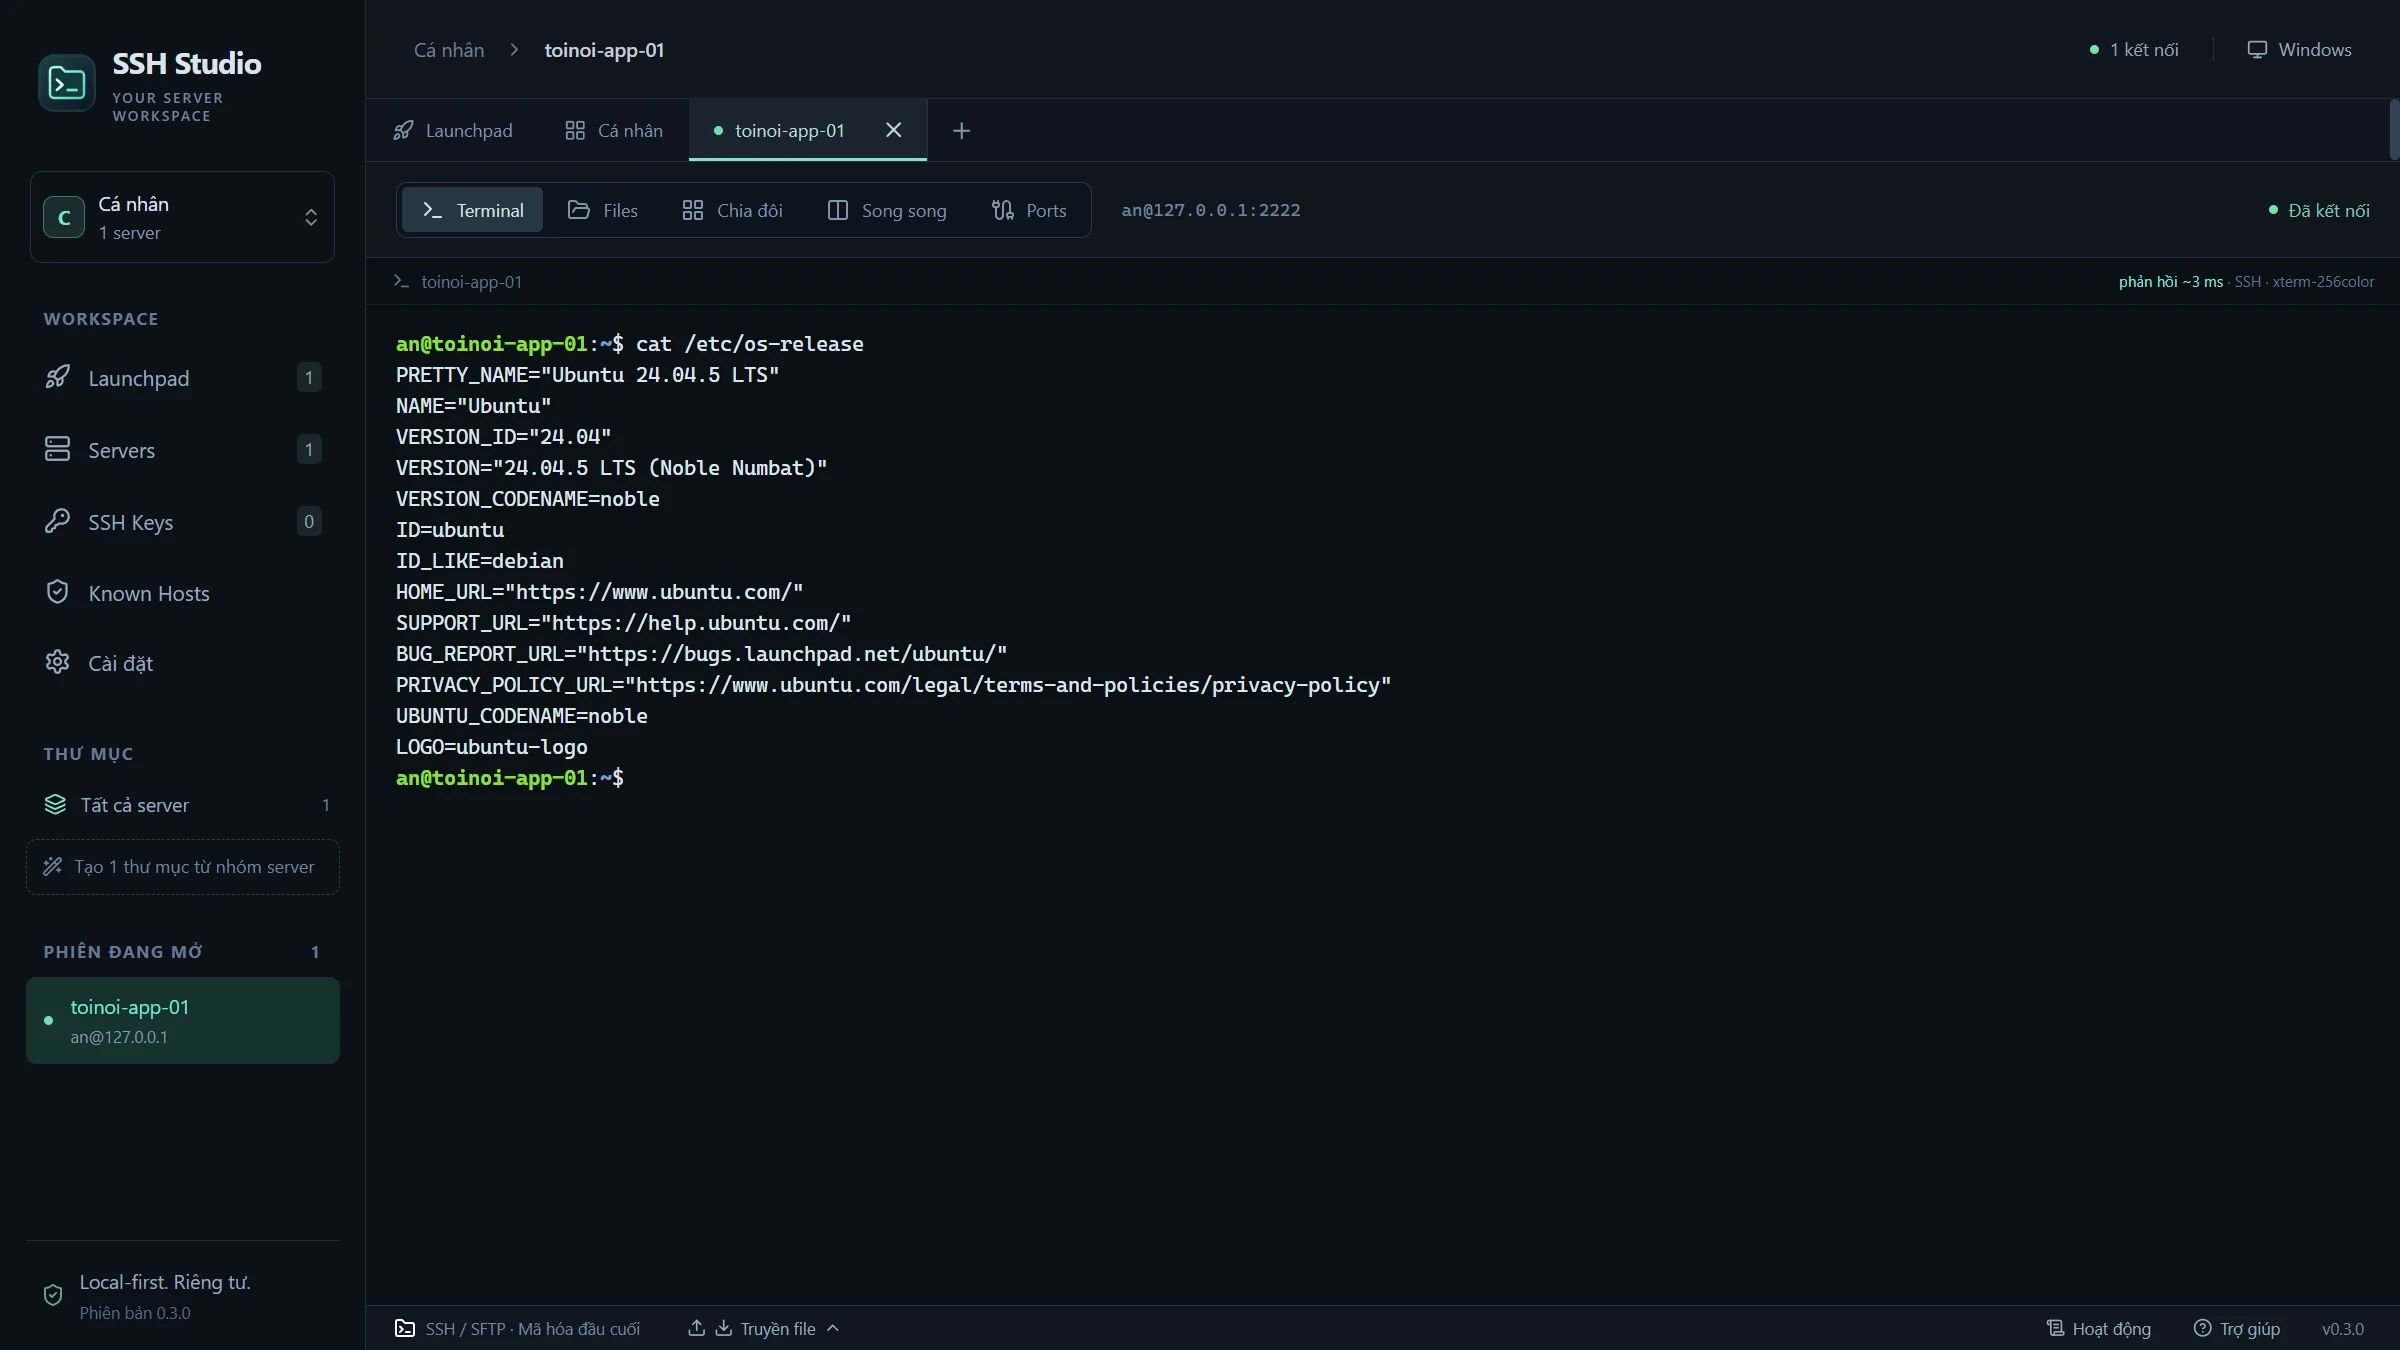 SSH Studio
YOUR SERVER
WORKSPACE
C
Cá nhân
1 server
WORKSPACE
Launchpad 1
Servers 1
SSH Keys 0
Known Hosts
Cài đặt
THƯ MỤC
Tất cả server 1
Tạo 1 thư mục từ nhóm server
PHIÊN ĐANG MỞ 1
toinoi-app-01
an@127.0.0.1
Local-first. Riêng tư.
Phiên bản 0.3.0
Cá nhân > toinoi-app-01
1 kết nối
Windows
Launchpad
Cá nhân
toinoi-app-01
Terminal
Files
Chia đôi
Song song
Ports
an@127.0.0.1:2222
Đã kết nối
toinoi-app-01
phản hồi ~3 ms · SSH · xterm-256color
an@toinoi-app-01:~$ cat /etc/os-release
PRETTY_NAME="Ubuntu 24.04.5 LTS"
NAME="Ubuntu"
VERSION_ID="24.04"
VERSION="24.04.5 LTS (Noble Numbat)"
VERSION_CODENAME=noble
ID=ubuntu
ID_LIKE=debian
HOME_URL="https://www.ubuntu.com/"
SUPPORT_URL="https://help.ubuntu.com/"
BUG_REPORT_URL="https://bugs.launchpad.net/ubuntu/"
PRIVACY_POLICY_URL="https://www.ubuntu.com/legal/terms-and-policies/privacy-policy"
UBUNTU_CODENAME=noble
LOGO=ubuntu-logo
an@toinoi-app-01:~$
SSH / SFTP · Mã hóa đầu cuối
Truyền file
Hoạt động
Trợ giúp
v0.3.0